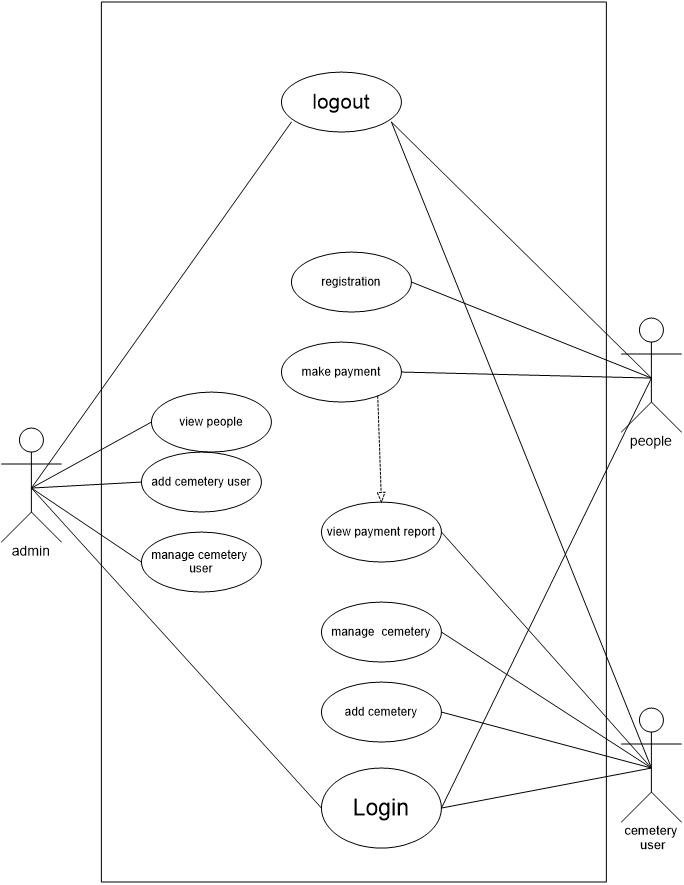 logout
registration
make payment
view people
add cemetery user
admin
manage cemetery
user
people
view payment report
manage cemetery
add cemetery
Login
cemetery
user